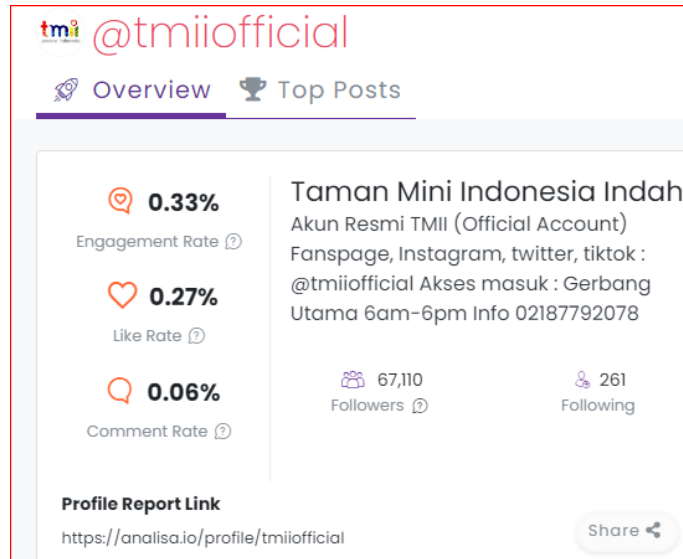 tmii @tmiiofficial
Overview Top Posts
0.33%
Engagement Rate
0.27%
Like Rate
0.06%
Comment Rate
Taman Mini Indonesia Indah
Akun Resmi TMII (Official Account)
Fanspage, Instagram, twitter, tiktok :
@tmiiofficial Akses masuk : Gerbang
Utama 6am-6pm Info 02187792078
67,110 261
Followers Following
Profile Report Link
https://analisa.io/profile/tmiiofficial
Share